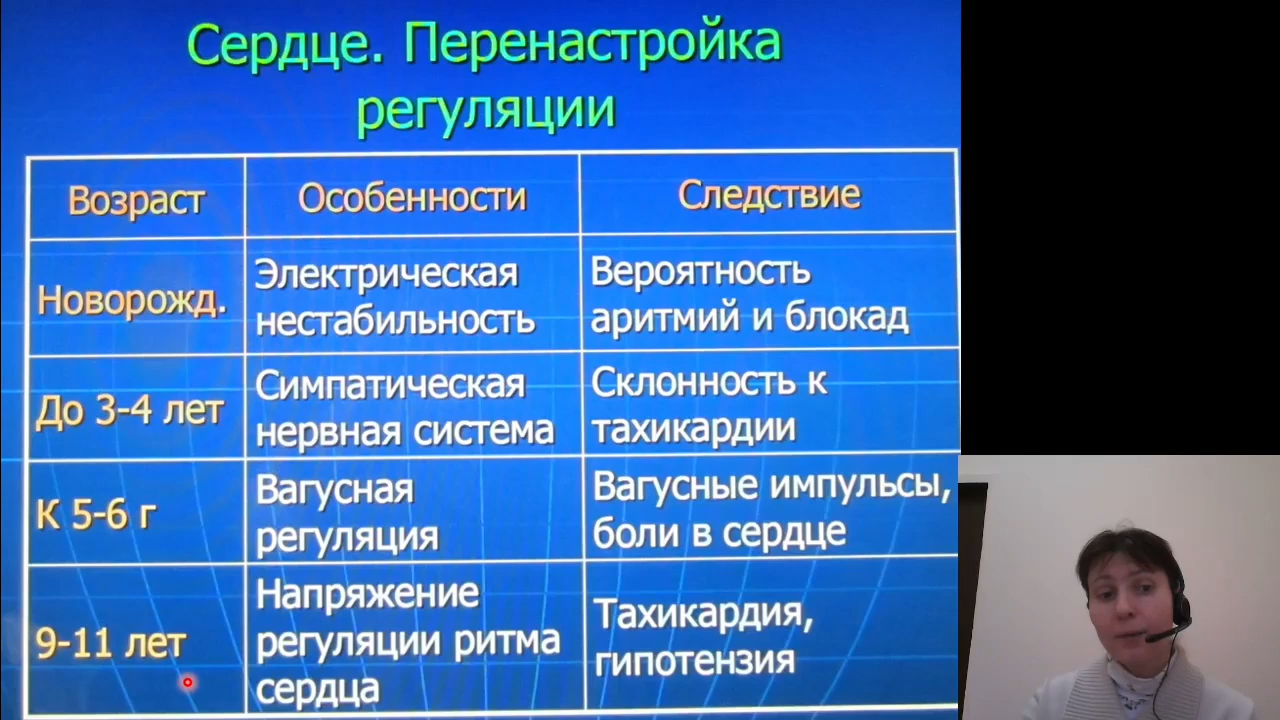 Сердце. Перенастройка
регуляции
Возраст
Особенности
Следствие
Новорожд.
Электрическая
нестабильность
Вероятность
аритмий и блокад
До 3-4 лет
Симпатическая
нервная система
Склонность к
тахикардии
К 5-6 г
Вагусная
регуляция
Вагусные импульсы,
боли в сердце
9-11 лет
Напряжение
регуляции ритма
сердца
Тахикардия,
гипотензия